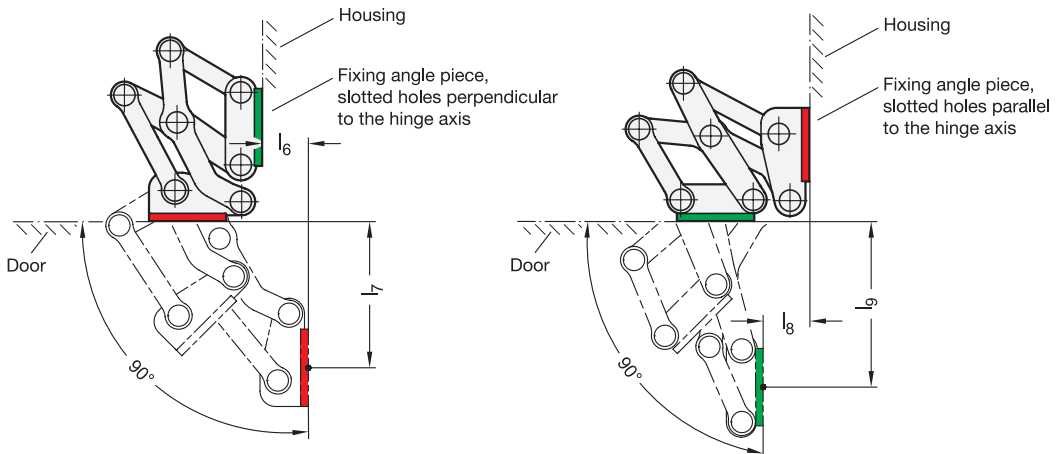 Housing
Fixing angle piece,
slotted holes perpendicular
to the hinge axis
l6
Door
l7
90°
Housing
Fixing angle piece,
slotted holes parallel
to the hinge axis
Door
l8
l9
90°